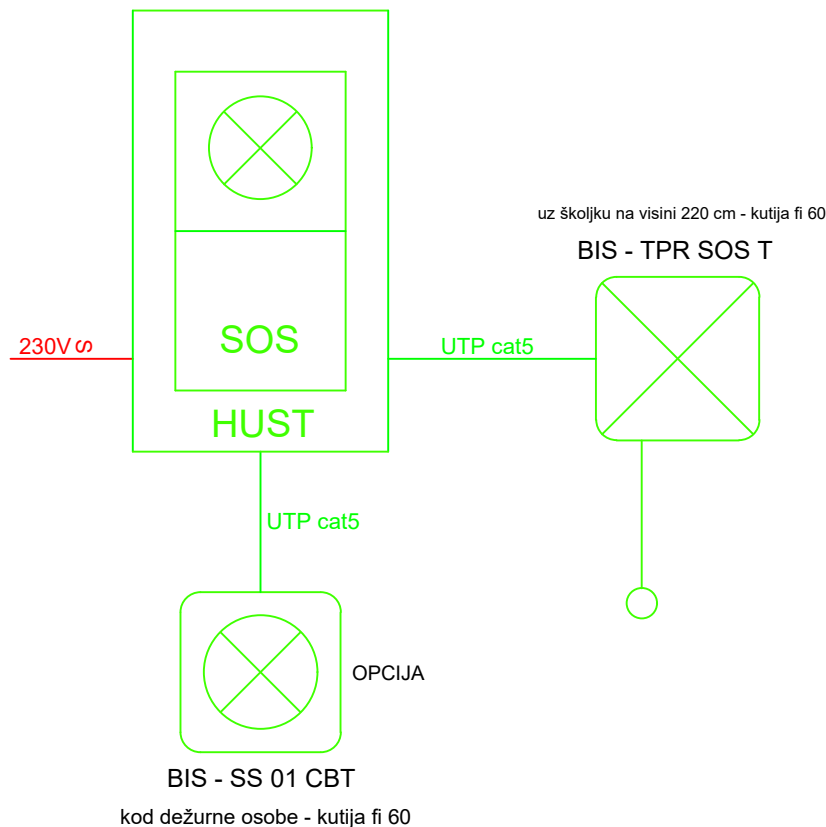 uz školjku na visini 220 cm - kutija fi 60
BIS - TPR SOS T
SOS
230V S
UTP cat5
HUST
UTP cat5
OPCIJA
BIS - SS 01 CBT
kod dežurne osobe - kutija fi 60